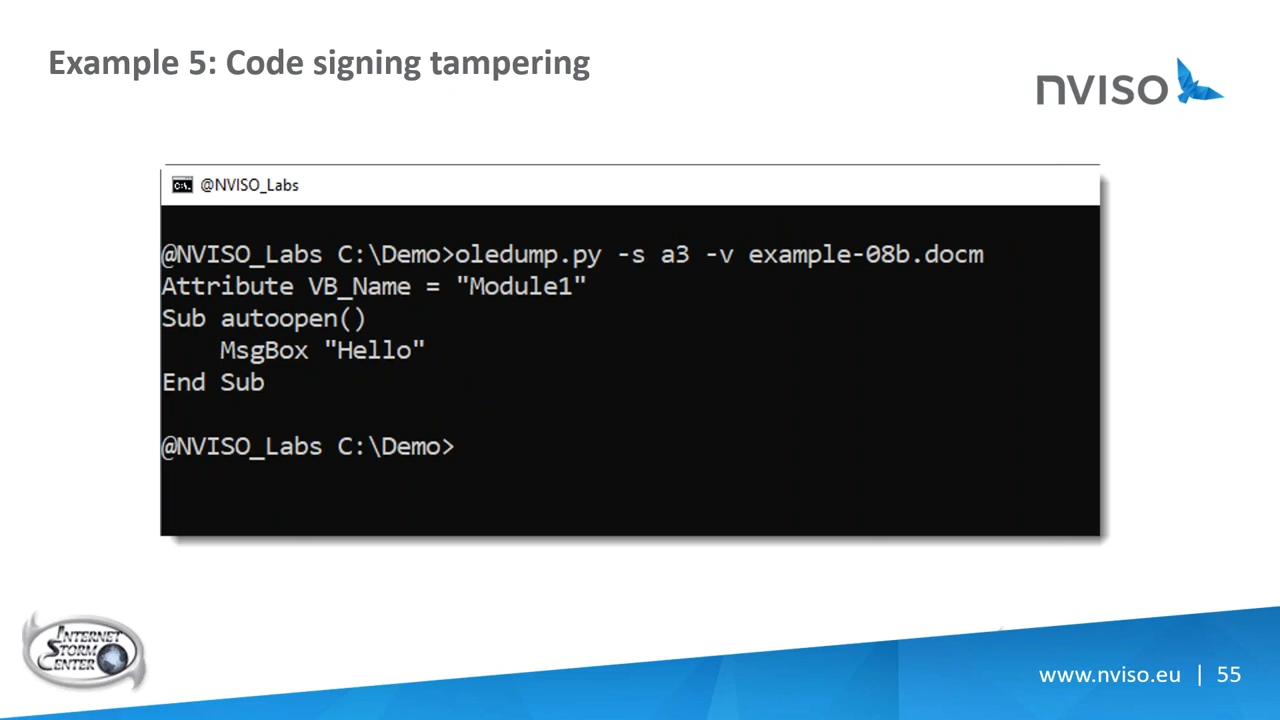 Example 5: Code signing tampering
nviso
C:\.
@NVISO_Labs
@NVISO_Labs C:\Demo>oledump.py -s a3 -v example-08b.docm
Attribute VB_Name = "Module1"
Sub autoopen()
    MsgBox "Hello"
End Sub
@NVISO_Labs C:\Demo>
INTERNET
STORM
CENTER
www.nviso.eu | 55